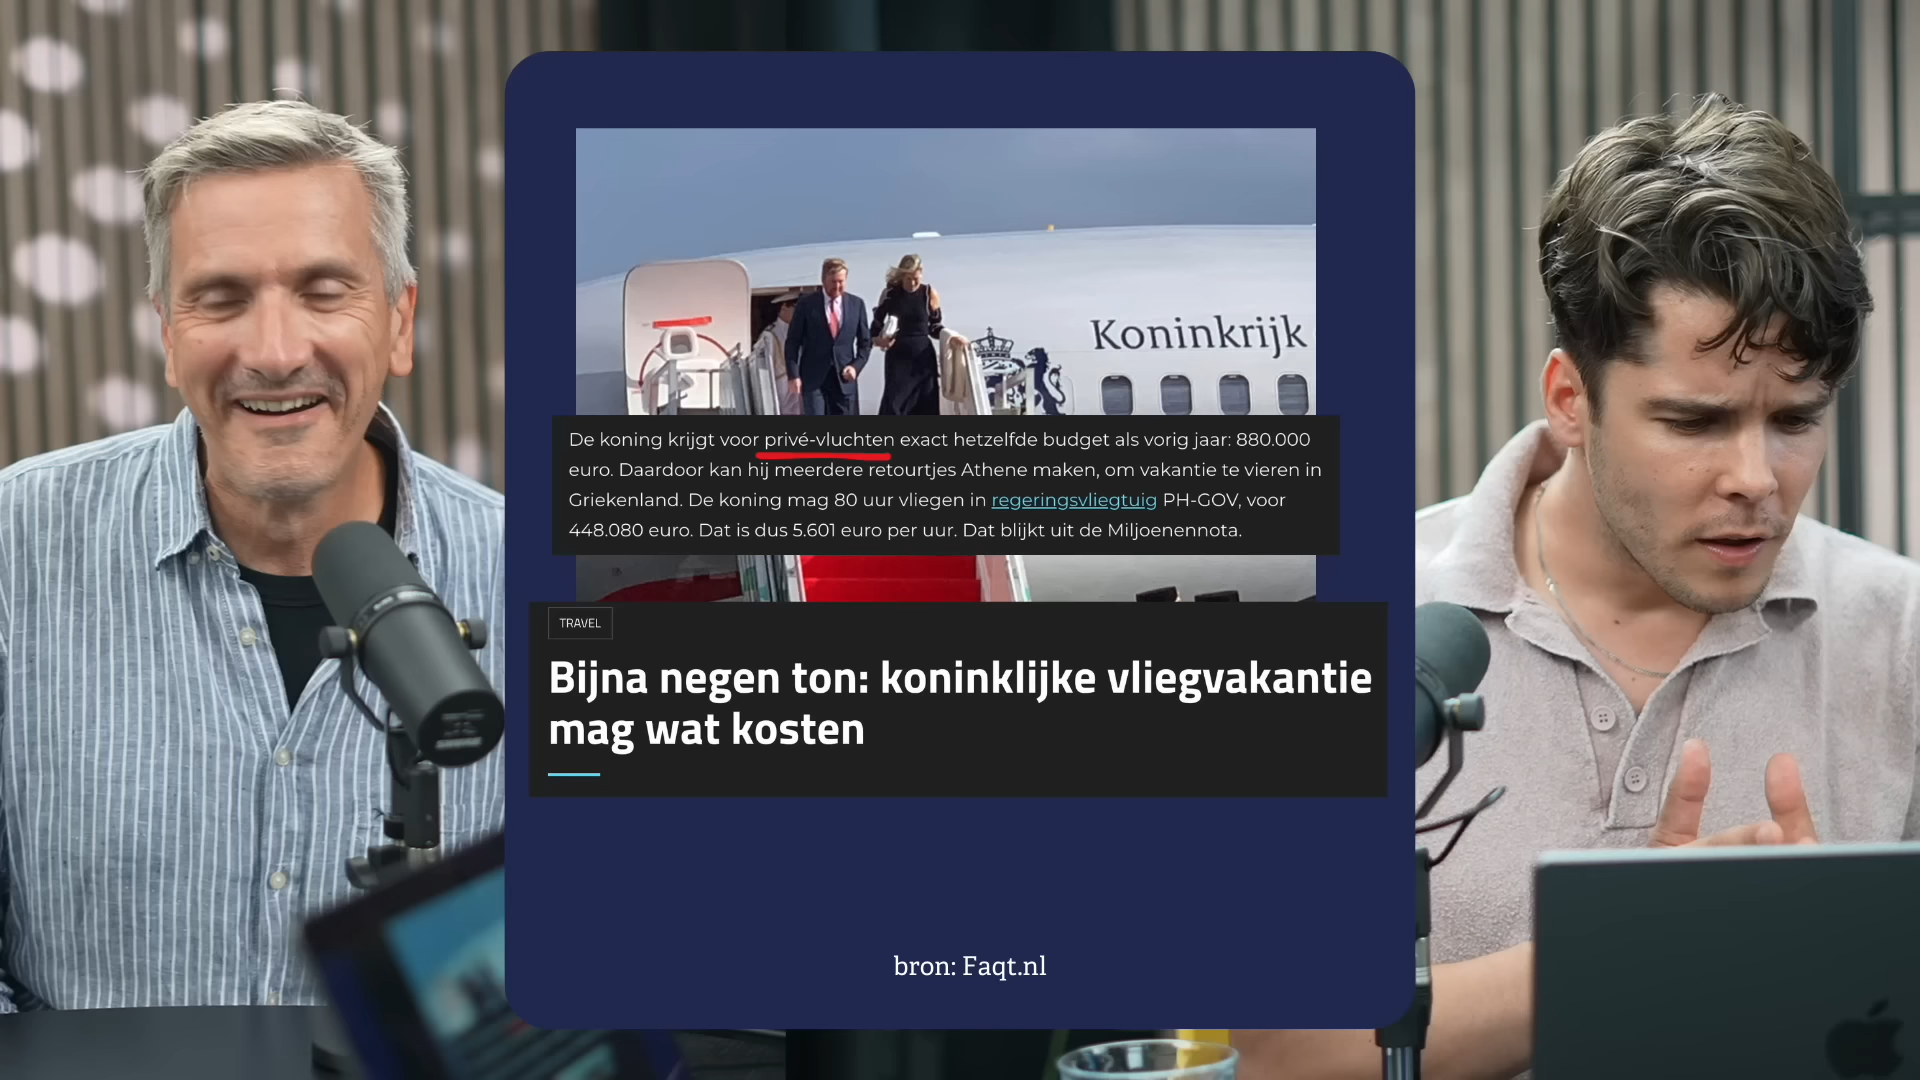 Koninkrijk
De koning krijgt voor privé-vluchten exact hetzelfde budget als vorig jaar: 880.000
euro. Daardoor kan hij meerdere retourtjes Athene maken, om vakantie te vieren in
Griekenland. De koning mag 80 uur vliegen in regeringsvliegtuig PH-GOV, voor
448.080 euro. Dat is dus 5.601 euro per uur. Dat blijkt uit de Miljoenennota.
TRAVEL
Bijna negen ton: koninklijke vliegvakantie
mag wat kosten
bron: Faqt.nl